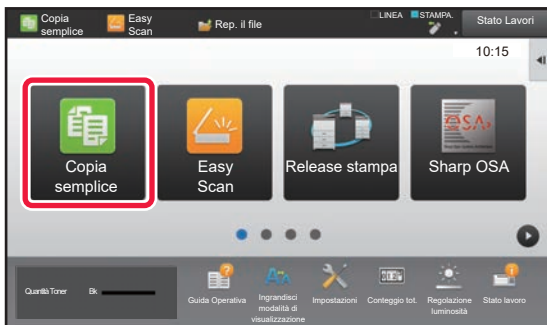 Copia
semplice
Easy
Scan
Rep. il file
LINEA
STAMPA.
Stato Lavori
10:15
Copia
semplice
Easy
Scan
Release stampa
Sharp OSA
OSA
Quantità Toner
Bk
Guida Operativa
Ingrandisci
modalità di
visualizzazione
Impostazioni
Conteggio tot.
Regolazione
luminosità
Stato lavoro